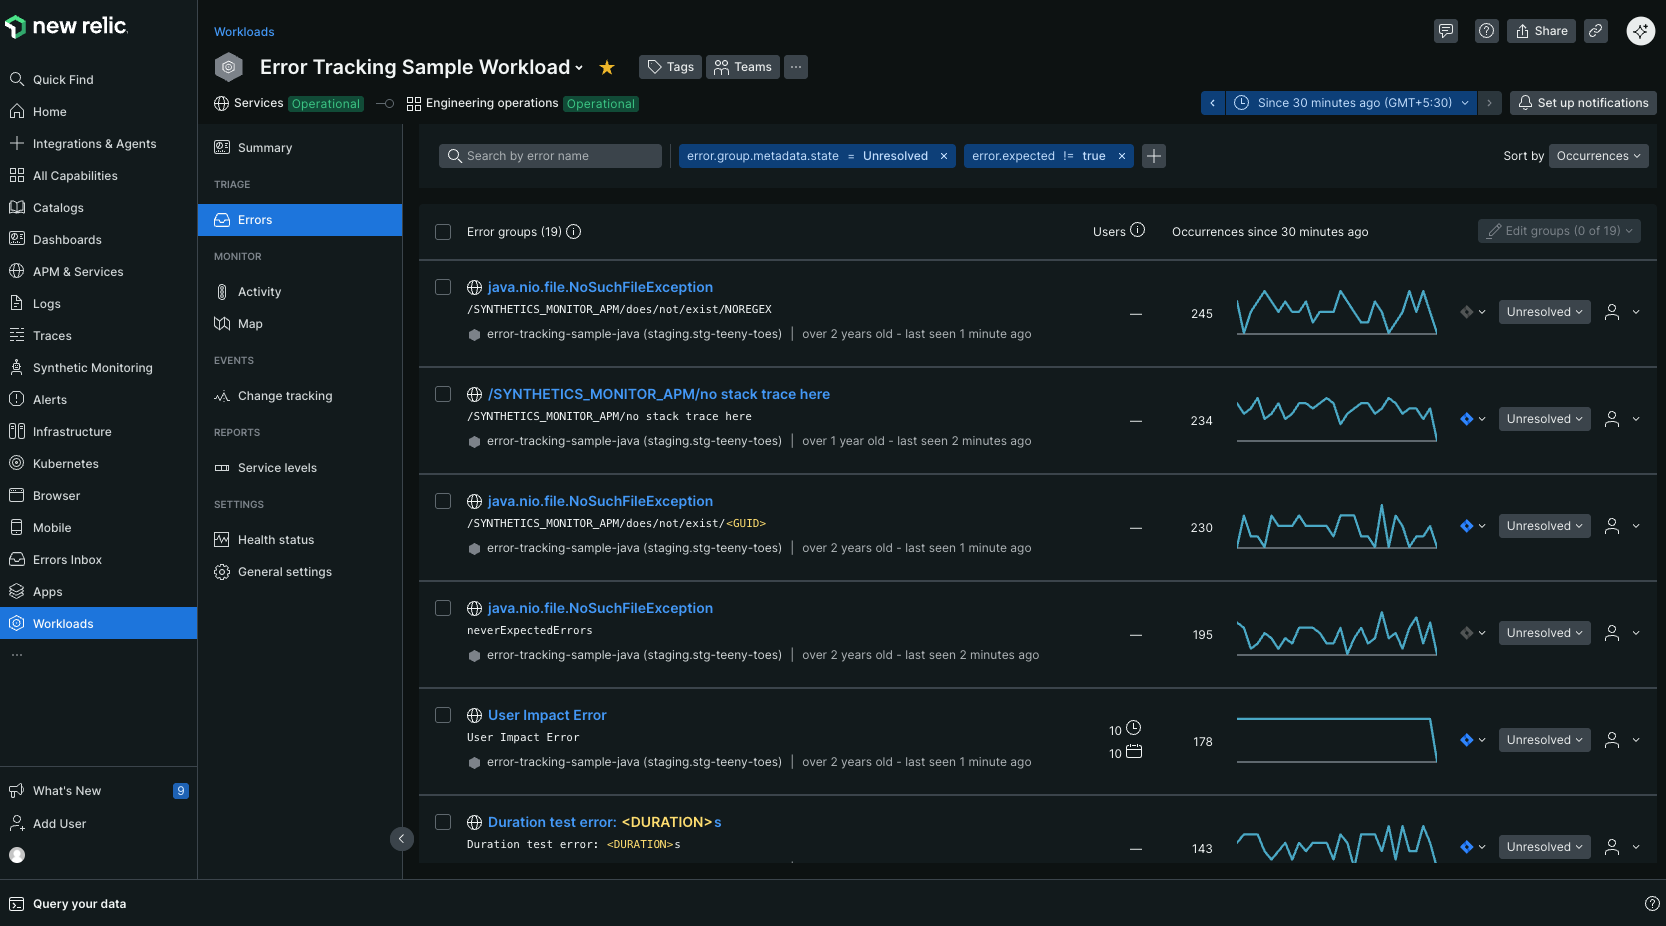 new relic.
Quick Find
Home
Integrations & Agents
All Capabilities
Catalogs
Dashboards
APM & Services
Logs
Traces
Synthetic Monitoring
Alerts
Infrastructure
Kubernetes
Browser
Mobile
Errors Inbox
Apps
Workloads
...
What's New 9
Add User
Query your data
Workloads
Share
Error Tracking Sample Workload
Tags
Teams
...
Services Operational
Engineering operations Operational
Since 30 minutes ago (GMT+5:30)
Set up notifications
Summary
TRIAGE
Errors
MONITOR
Activity
Map
EVENTS
Change tracking
REPORTS
Service levels
SETTINGS
Health status
General settings
Search by error name
error.group.metadata.state = Unresolved ×
error.expected != true ×
Sort by Occurrences
Error groups (19) Users Occurrences since 30 minutes ago Edit groups (0 of 19)
java.nio.file.NoSuchFileException
/SYNTHETICS_MONITOR_APM/does/not/exist/NOREGEX
— 245 Unresolved
error-tracking-sample-java (staging.stg-teeny-toes) | over 2 years old - last seen 1 minute ago
/SYNTHETICS_MONITOR_APM/no stack trace here
/SYNTHETICS_MONITOR_APM/no stack trace here
— 234 Unresolved
error-tracking-sample-java (staging.stg-teeny-toes) | over 1 year old - last seen 2 minutes ago
java.nio.file.NoSuchFileException
/SYNTHETICS_MONITOR_APM/does/not/exist/<GUID>
— 230 Unresolved
error-tracking-sample-java (staging.stg-teeny-toes) | over 2 years old - last seen 1 minute ago
java.nio.file.NoSuchFileException
neverExpectedErrors
— 195 Unresolved
error-tracking-sample-java (staging.stg-teeny-toes) | over 2 years old - last seen 2 minutes ago
User Impact Error
User Impact Error
10
10
178 Unresolved
error-tracking-sample-java (staging.stg-teeny-toes) | over 2 years old - last seen 1 minute ago
Duration test error: <DURATION>s
Duration test error: <DURATION>s
— 143 Unresolved